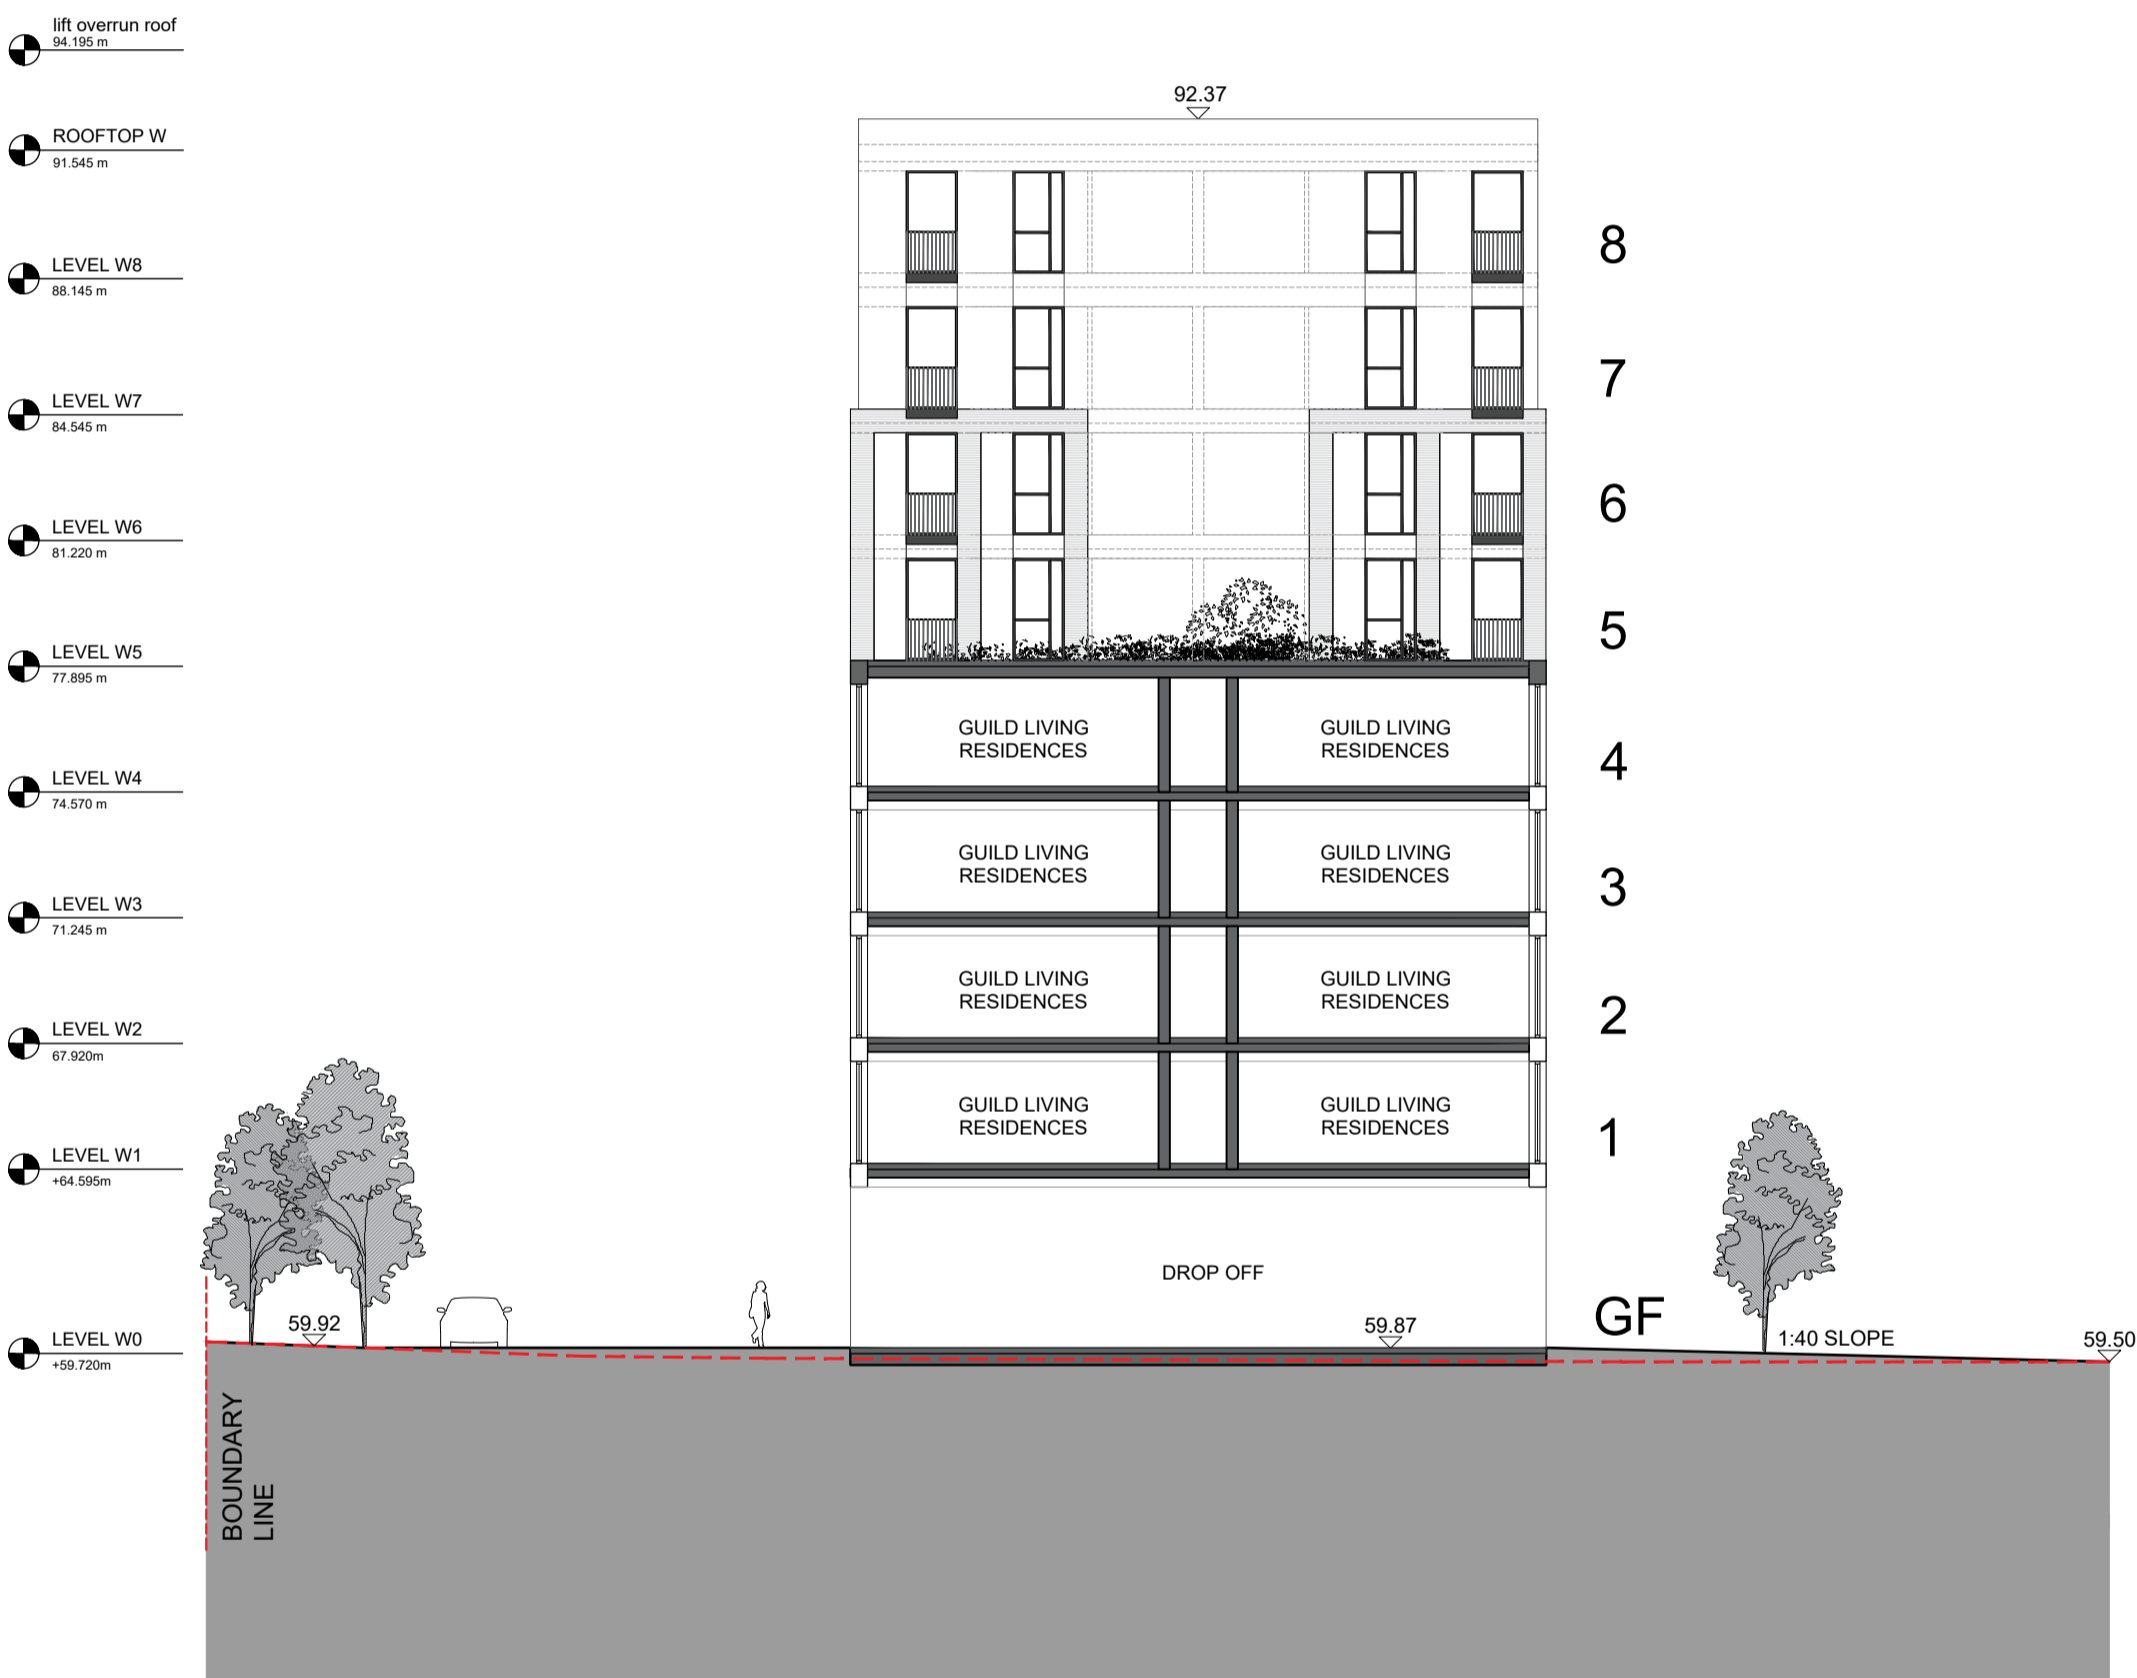 lift overrun roof
94.195 m
92.37
ROOFTOP W
91.545 m
8
LEVEL W8
88.145 m
7
LEVEL W7
84.545 m
6
LEVEL W6
81.220 m
5
LEVEL W5
77.895 m
GUILD LIVING
RESIDENCES
GUILD LIVING
RESIDENCES
4
LEVEL W4
74.570 m
GUILD LIVING
RESIDENCES
GUILD LIVING
RESIDENCES
3
LEVEL W3
71.245 m
GUILD LIVING
RESIDENCES
GUILD LIVING
RESIDENCES
2
LEVEL W2
67.920m
GUILD LIVING
RESIDENCES
GUILD LIVING
RESIDENCES
1
LEVEL W1
+64.595m
DROP OFF
GF
LEVEL W0
+59.720m
59.92
59.87
1:40 SLOPE
59.50
BOUNDARY
LINE